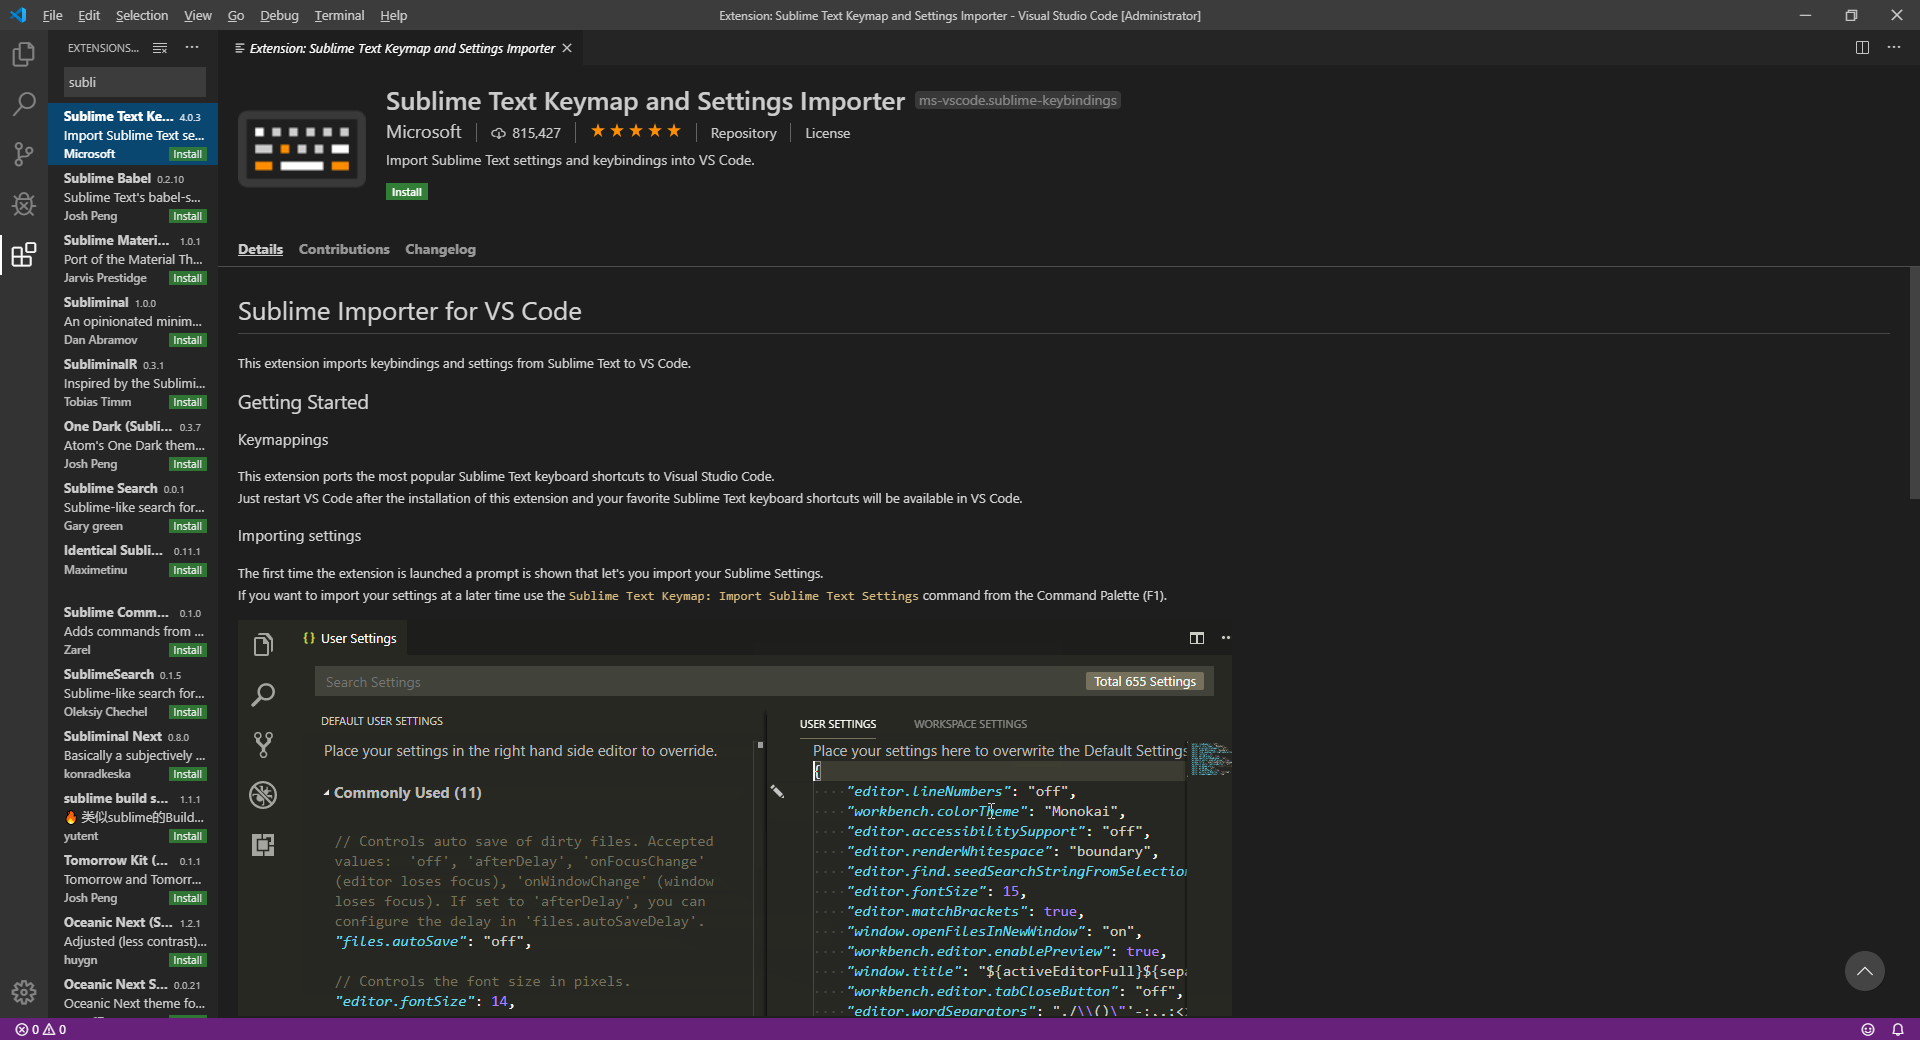 File Edit Selection View Go Debug Terminal Help
Extension: Sublime Text Keymap and Settings Importer - Visual Studio Code [Administrator]
EXTENSIONS...
Extension: Sublime Text Keymap and Settings Importer
subli
Sublime Text Ke... 4.0.3
Import Sublime Text se...
Microsoft Install
Sublime Babel 0.2.10
Sublime Text's babel-s...
Josh Peng Install
Sublime Materi... 1.0.1
Port of the Material Th...
Jarvis Prestidge Install
Subliminal 1.0.0
An opinionated minim...
Dan Abramov Install
SubliminalR 0.3.1
Inspired by the Sublimi...
Tobias Timm Install
One Dark (Subli... 0.3.7
Atom's One Dark them...
Josh Peng Install
Sublime Search 0.0.1
Sublime-like search for...
Gary green Install
Identical Subli... 0.11.1
Maximetinu Install
Sublime Comm... 0.1.0
Adds commands from ...
Zarel Install
SublimeSearch 0.1.5
Sublime-like search for...
Oleksiy Chechel Install
Subliminal Next 0.8.0
Basically a subjectively ...
konradkeska Install
sublime build s... 1.1.1
🔥 类似sublime的Build...
yutent Install
Tomorrow Kit (... 0.1.1
Tomorrow and Tomorr...
Josh Peng Install
Oceanic Next (S... 1.2.1
Adjusted (less contrast)...
huygn Install
Oceanic Next S... 0.0.21
Oceanic Next theme fo...
Sublime Text Keymap and Settings Importer ms-vscode.sublime-keybindings
Microsoft 815,427 ★★★★★ Repository License
Import Sublime Text settings and keybindings into VS Code.
Install
Details Contributions Changelog
Sublime Importer for VS Code
This extension imports keybindings and settings from Sublime Text to VS Code.
Getting Started
Keymappings
This extension ports the most popular Sublime Text keyboard shortcuts to Visual Studio Code.
Just restart VS Code after the installation of this extension and your favorite Sublime Text keyboard shortcuts will be available in VS Code.
Importing settings
The first time the extension is launched a prompt is shown that let's you import your Sublime Settings.
If you want to import your settings at a later time use the Sublime Text Keymap: Import Sublime Text Settings command from the Command Palette (F1).
{} User Settings
Search Settings Total 655 Settings
DEFAULT USER SETTINGS
Place your settings in the right hand side editor to override.
Commonly Used (11)
// Controls auto save of dirty files. Accepted
values: 'off', 'afterDelay', 'onFocusChange'
(editor loses focus), 'onWindowChange' (window
loses focus). If set to 'afterDelay', you can
configure the delay in 'files.autoSaveDelay'.
"files.autoSave": "off",
// Controls the font size in pixels.
"editor.fontSize": 14,
USER SETTINGS WORKSPACE SETTINGS
Place your settings here to overwrite the Default Settings
{
"editor.lineNumbers": "off",
"workbench.colorTheme": "Monokai",
"editor.accessibilitySupport": "off",
"editor.renderWhitespace": "boundary",
"editor.find.seedSearchStringFromSelection
"editor.fontSize": 15,
"editor.matchBrackets": true,
"window.openFilesInNewWindow": "on",
"workbench.editor.enablePreview": true,
"window.title": "${activeEditorFull}${sepa
"workbench.editor.tabCloseButton": "off",
"editor.wordSeparators": "./\\()\"'-:,.;<
0 0